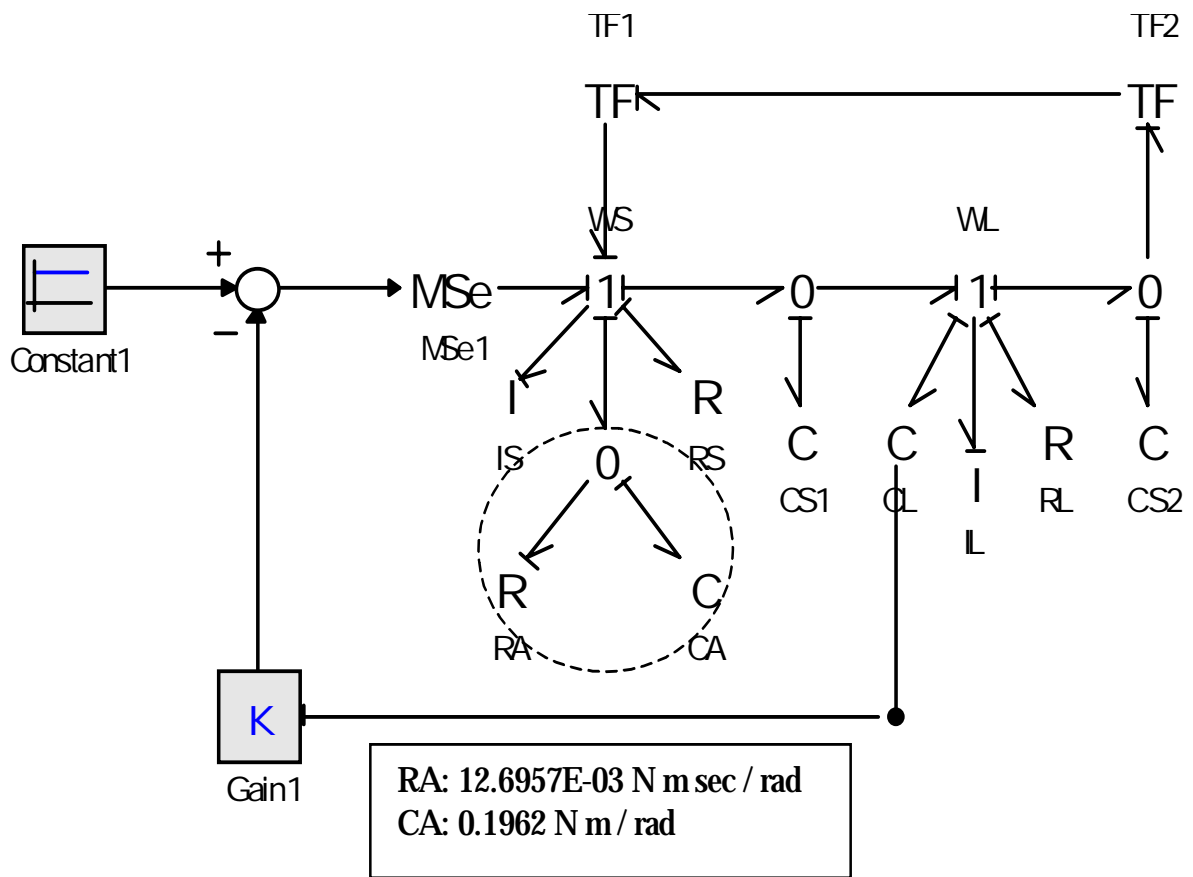 TF1 TF2
TF TF
WS WL
+
MSe 1 0 1 0
−
Constant1 MSe1
I R
C C R C
IS 0 RS
CS1 CL I RL CS2
IL
R C
RA CA
K
Gain1
RA: 12.6957E-03 N m sec / rad
CA: 0.1962 N m / rad